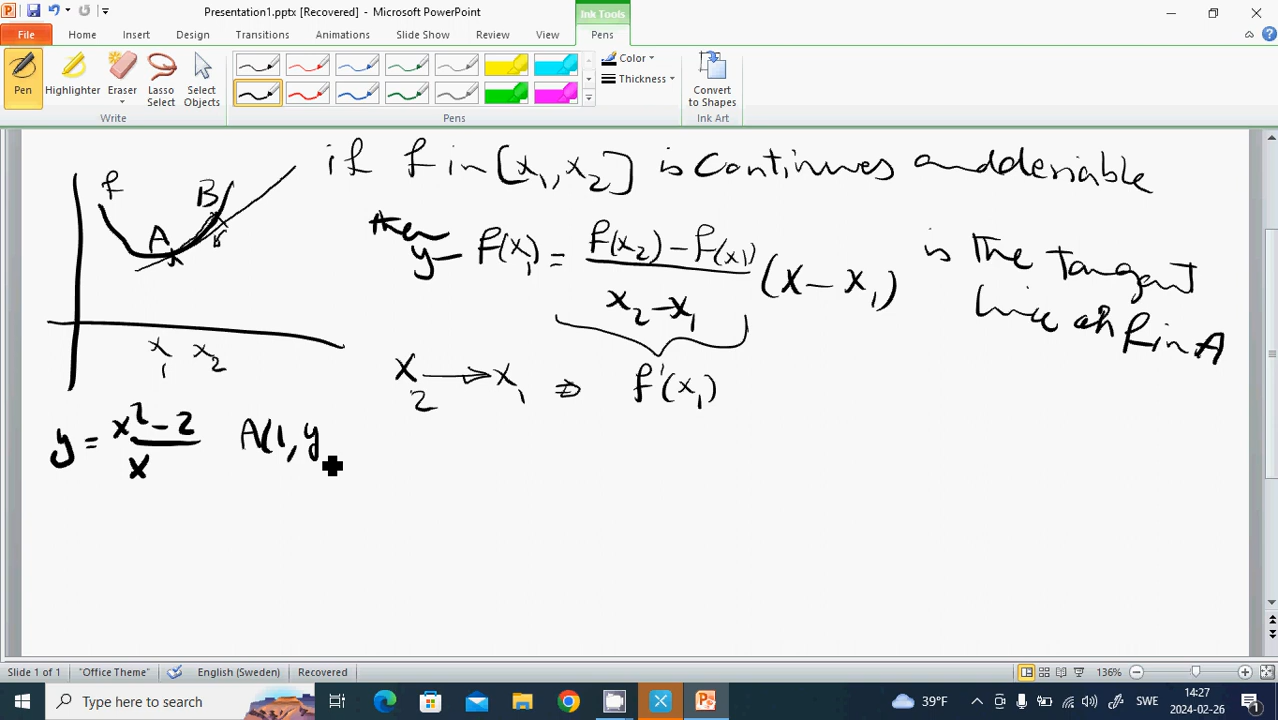 Presentation1.pptx [Recovered] - Microsoft PowerPoint
Ink Tools
File Home Insert Design Transitions Animations Slide Show Review View Pens
Pen Highlighter Eraser Lasso Select Select Objects Color Thickness Convert to Shapes
Write Pens Ink Art
if f in [x₁, x₂] is continues and deriable
f A B
then y - f(x₁) = (f(x₂) - f(x₁))/(x₂ - x₁) (x - x₁) is the tangent line oh f in A
x₁ x₂
x₂ → x₁ ⇒ f'(x₁)
y = (x² - 2)/x A(1, y
Slide 1 of 1 "Office Theme" English (Sweden) Recovered 136%
Type here to search 39°F SWE 14:27 2024-02-26 1